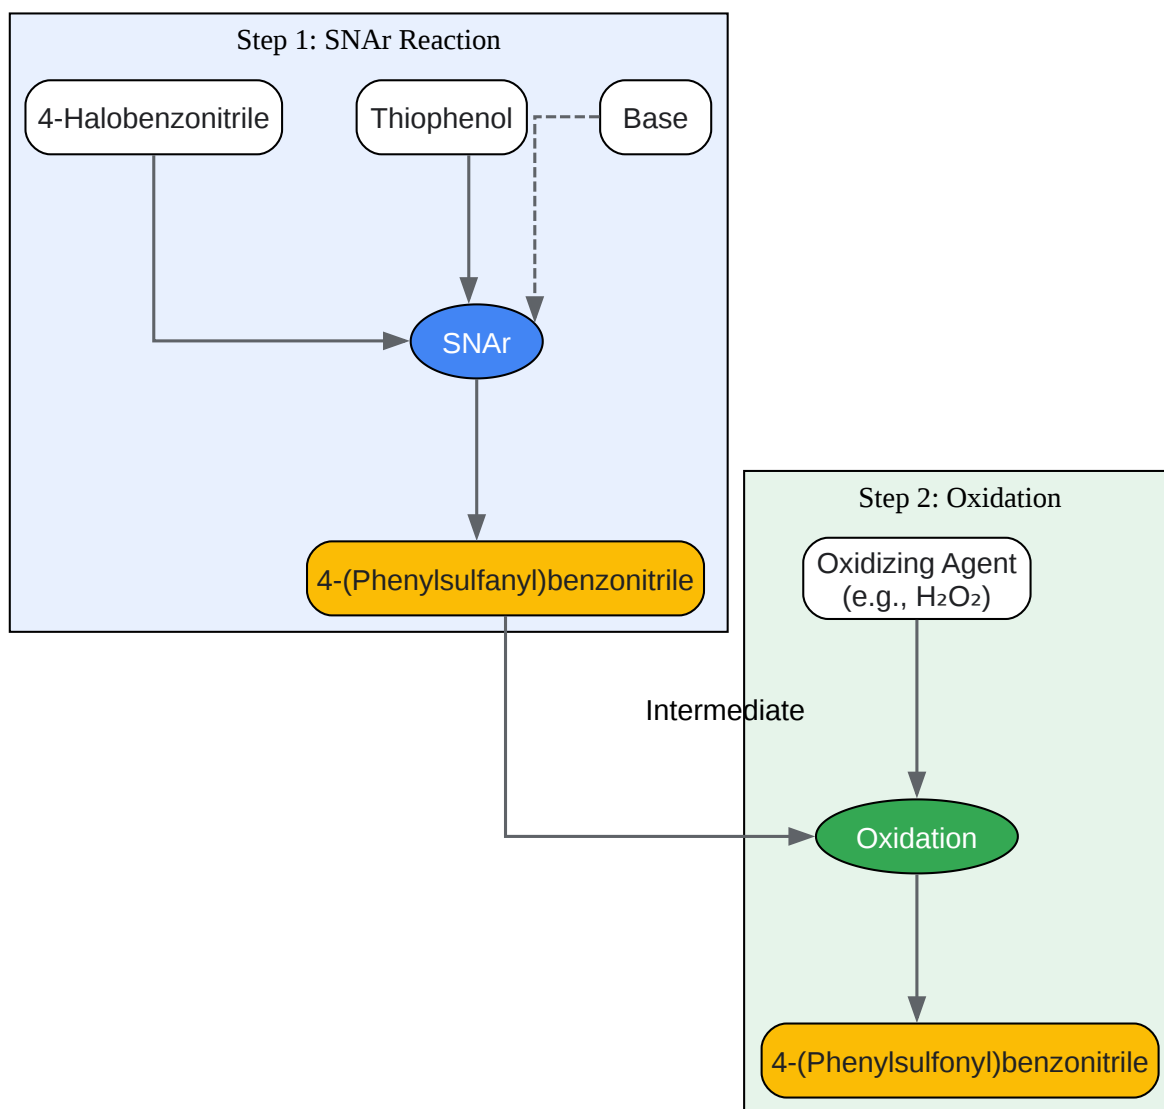 Step 1: SNAr Reaction
4-Halobenzonitrile
Thiophenol
Base
SNAr
4-(Phenylsulfanyl)benzonitrile
Step 2: Oxidation
Oxidizing Agent
(e.g., H₂O₂)
Intermediate
Oxidation
4-(Phenylsulfonyl)benzonitrile